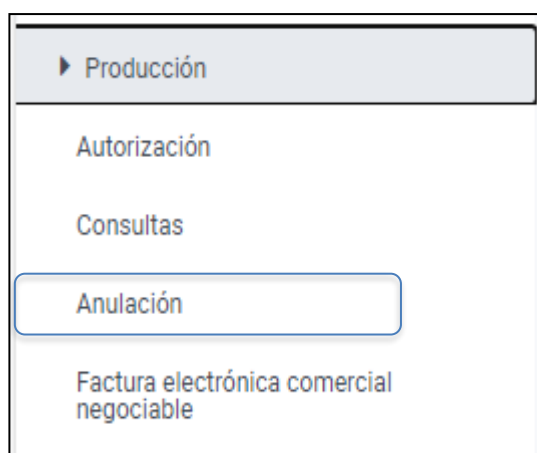 Producción
Autorización
Consultas
Anulación
Factura electrónica comercial
negociable